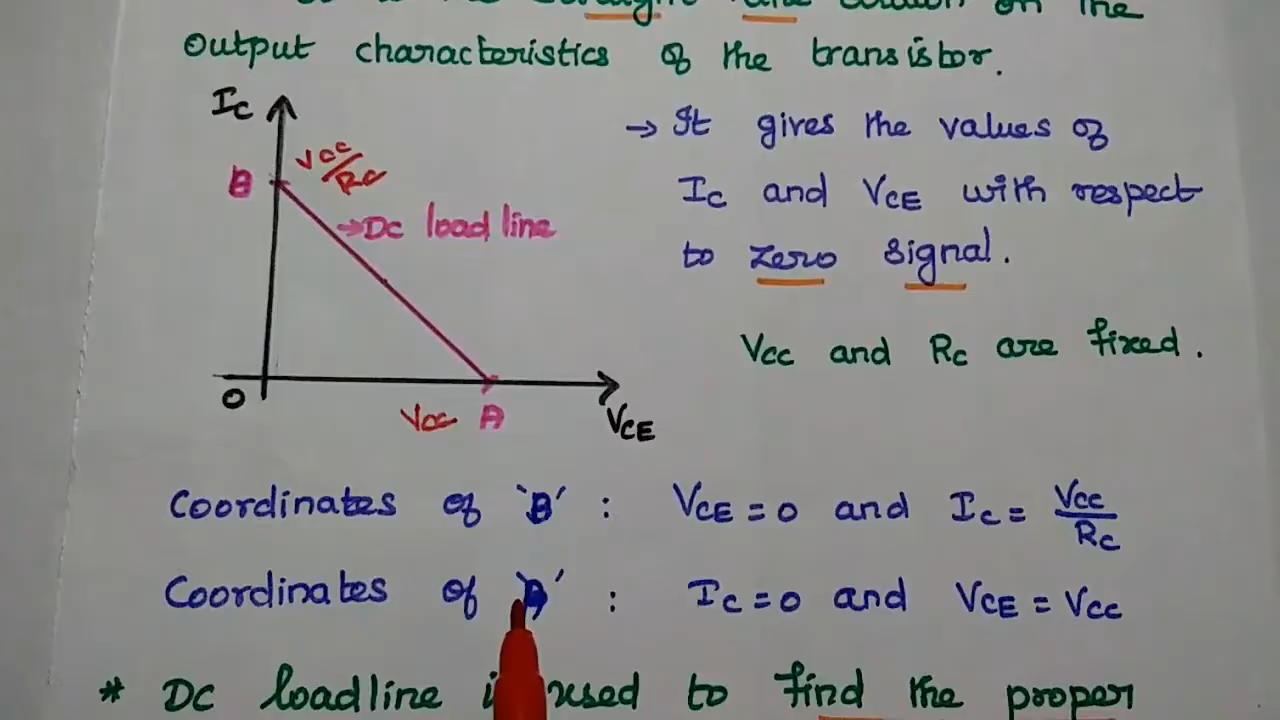 on the
output characteristics of the transistor.
Ic
B
Vcc/Rc
→ Dc load line
O
Vcc A
VCE
→ It gives the values of
Ic and VCE with respect
to zero signal.
Vcc and Rc are fixed.
Coordinates of 'B' : VCE = 0 and Ic = Vcc/Rc
Coordinates of 'A' : Ic = 0 and VCE = Vcc
* Dc loadline used to find the proper